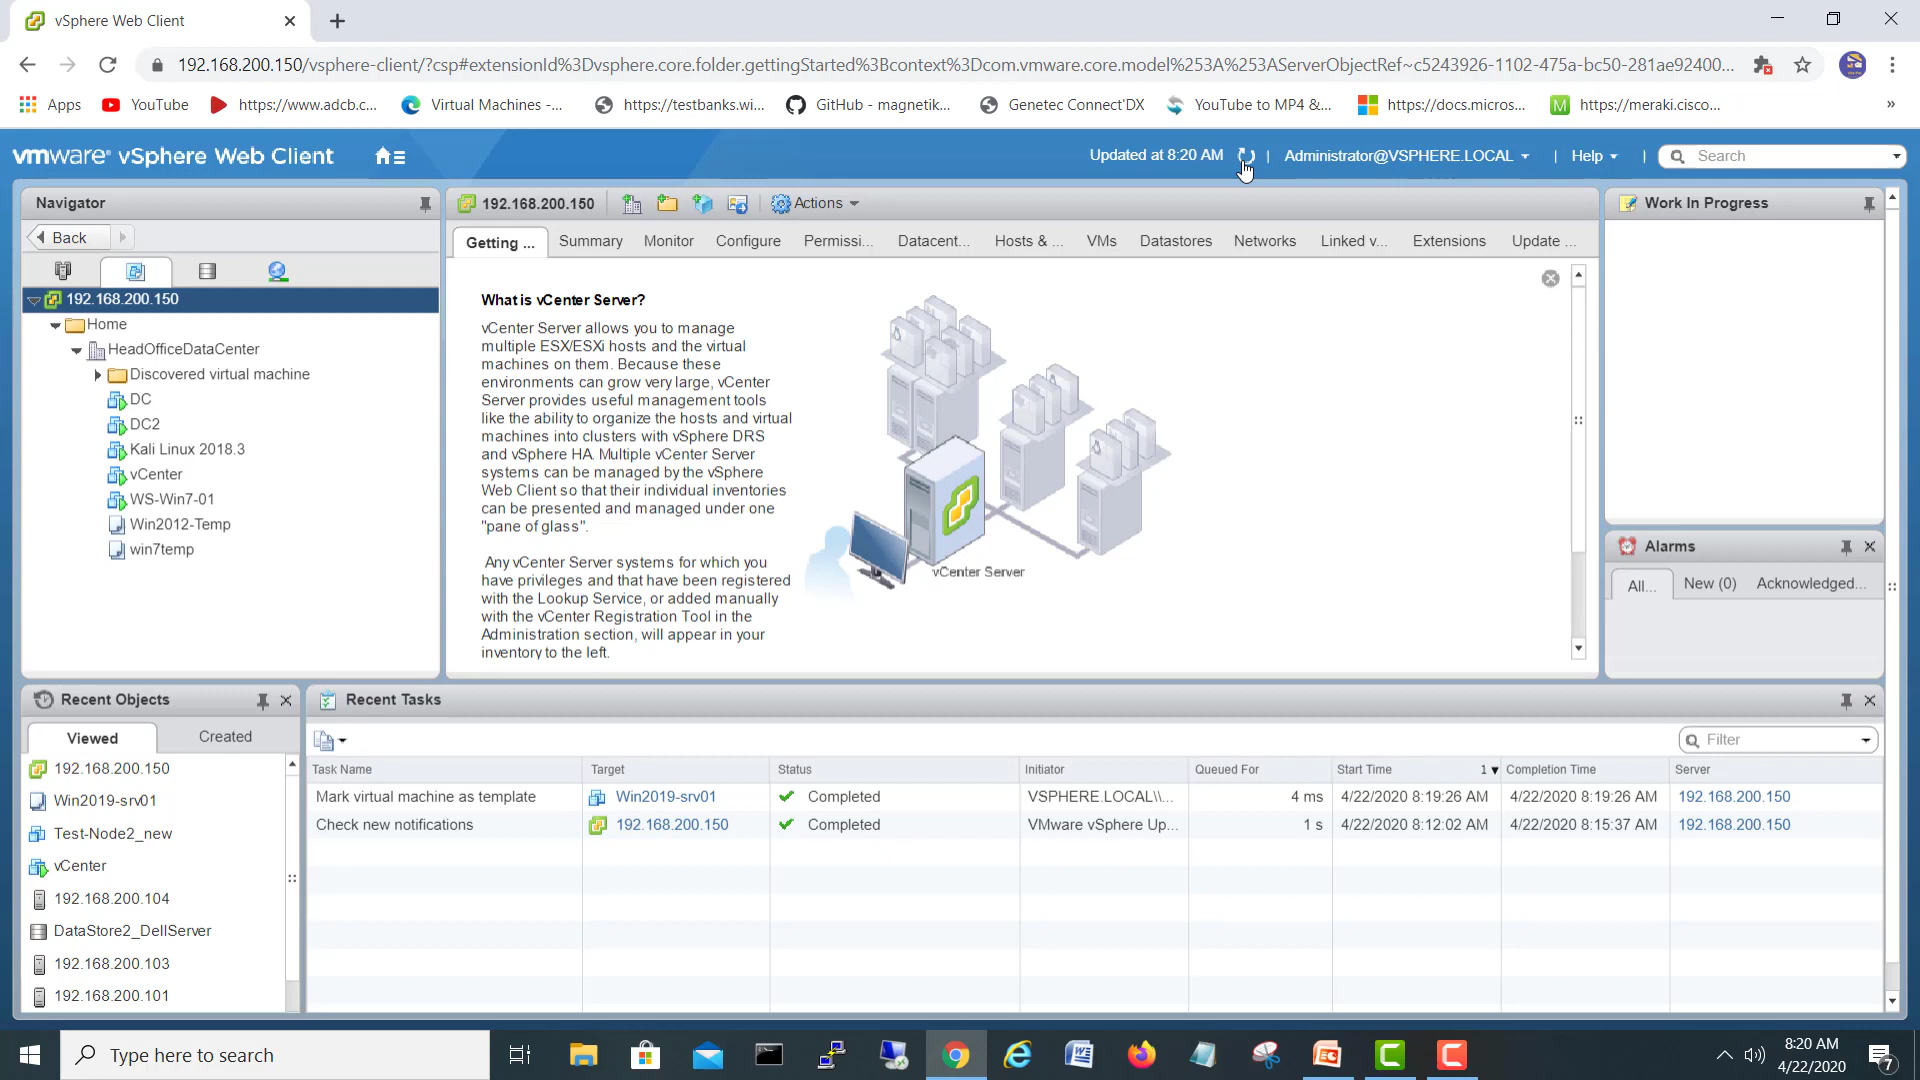 vSphere Web Client
192.168.200.150/vsphere-client/?csp#extensionId%3Dvsphere.core.folder.gettingStarted%3Bcontext%3Dcom.vmware.core.model%253A%253AServerObjectRef~c5243926-1102-475a-bc50-281ae92400...
Apps YouTube https://www.adcb.c... Virtual Machines -... https://testbanks.wi... GitHub - magnetik... Genetec Connect'DX YouTube to MP4 &... https://docs.micros... https://meraki.cisco... »
vmware® vSphere Web Client Updated at 8:20 AM | Administrator@VSPHERE.LOCAL | Help | Search
Navigator
Back
192.168.200.150
Home
HeadOfficeDataCenter
Discovered virtual machine
DC
DC2
Kali Linux 2018.3
vCenter
WS-Win7-01
Win2012-Temp
win7temp
192.168.200.150 Actions
Getting ... Summary Monitor Configure Permissi... Datacent... Hosts & ... VMs Datastores Networks Linked v... Extensions Update ...
What is vCenter Server?
vCenter Server allows you to manage
multiple ESX/ESXi hosts and the virtual
machines on them. Because these
environments can grow very large, vCenter
Server provides useful management tools
like the ability to organize the hosts and virtual
machines into clusters with vSphere DRS
and vSphere HA. Multiple vCenter Server
systems can be managed by the vSphere
Web Client so that their individual inventories
can be presented and managed under one
"pane of glass".
Any vCenter Server systems for which you
have privileges and that have been registered
with the Lookup Service, or added manually
with the vCenter Registration Tool in the
Administration section, will appear in your
inventory to the left.
vCenter Server
Work In Progress
Alarms
All... New (0) Acknowledged...
Recent Objects
Viewed Created
192.168.200.150
Win2019-srv01
Test-Node2_new
vCenter
192.168.200.104
DataStore2_DellServer
192.168.200.103
192.168.200.101
Recent Tasks
Filter
Task Name Target Status Initiator Queued For Start Time 1 Completion Time Server
Mark virtual machine as template Win2019-srv01 Completed VSPHERE.LOCAL\\... 4 ms 4/22/2020 8:19:26 AM 4/22/2020 8:19:26 AM 192.168.200.150
Check new notifications 192.168.200.150 Completed VMware vSphere Up... 1 s 4/22/2020 8:12:02 AM 4/22/2020 8:15:37 AM 192.168.200.150
Type here to search
8:20 AM
4/22/2020
7